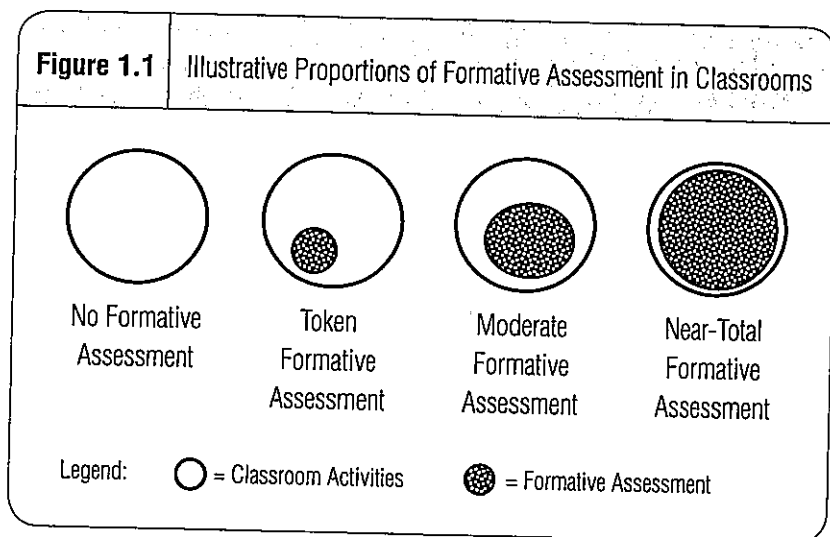 Figure 1.1 Illustrative Proportions of Formative Assessment in Classrooms
No Formative
Assessment
Token
Formative
Assessment
Moderate
Formative
Assessment
Near-Total
Formative
Assessment
Legend: = Classroom Activities = Formative Assessment